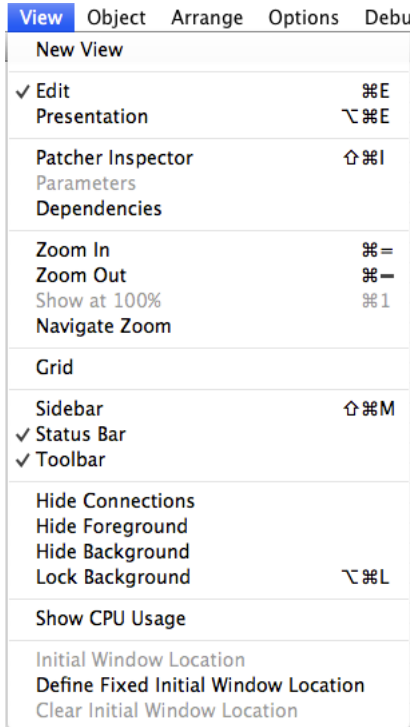 View Object Arrange Options Debu
New View
✓ Edit ⌘E
Presentation ⌥⌘E
Patcher Inspector ⇧⌘I
Parameters
Dependencies
Zoom In ⌘=
Zoom Out ⌘−
Show at 100% ⌘1
Navigate Zoom
Grid
Sidebar ⇧⌘M
✓ Status Bar
✓ Toolbar
Hide Connections
Hide Foreground
Hide Background
Lock Background ⌥⌘L
Show CPU Usage
Initial Window Location
Define Fixed Initial Window Location
Clear Initial Window Location